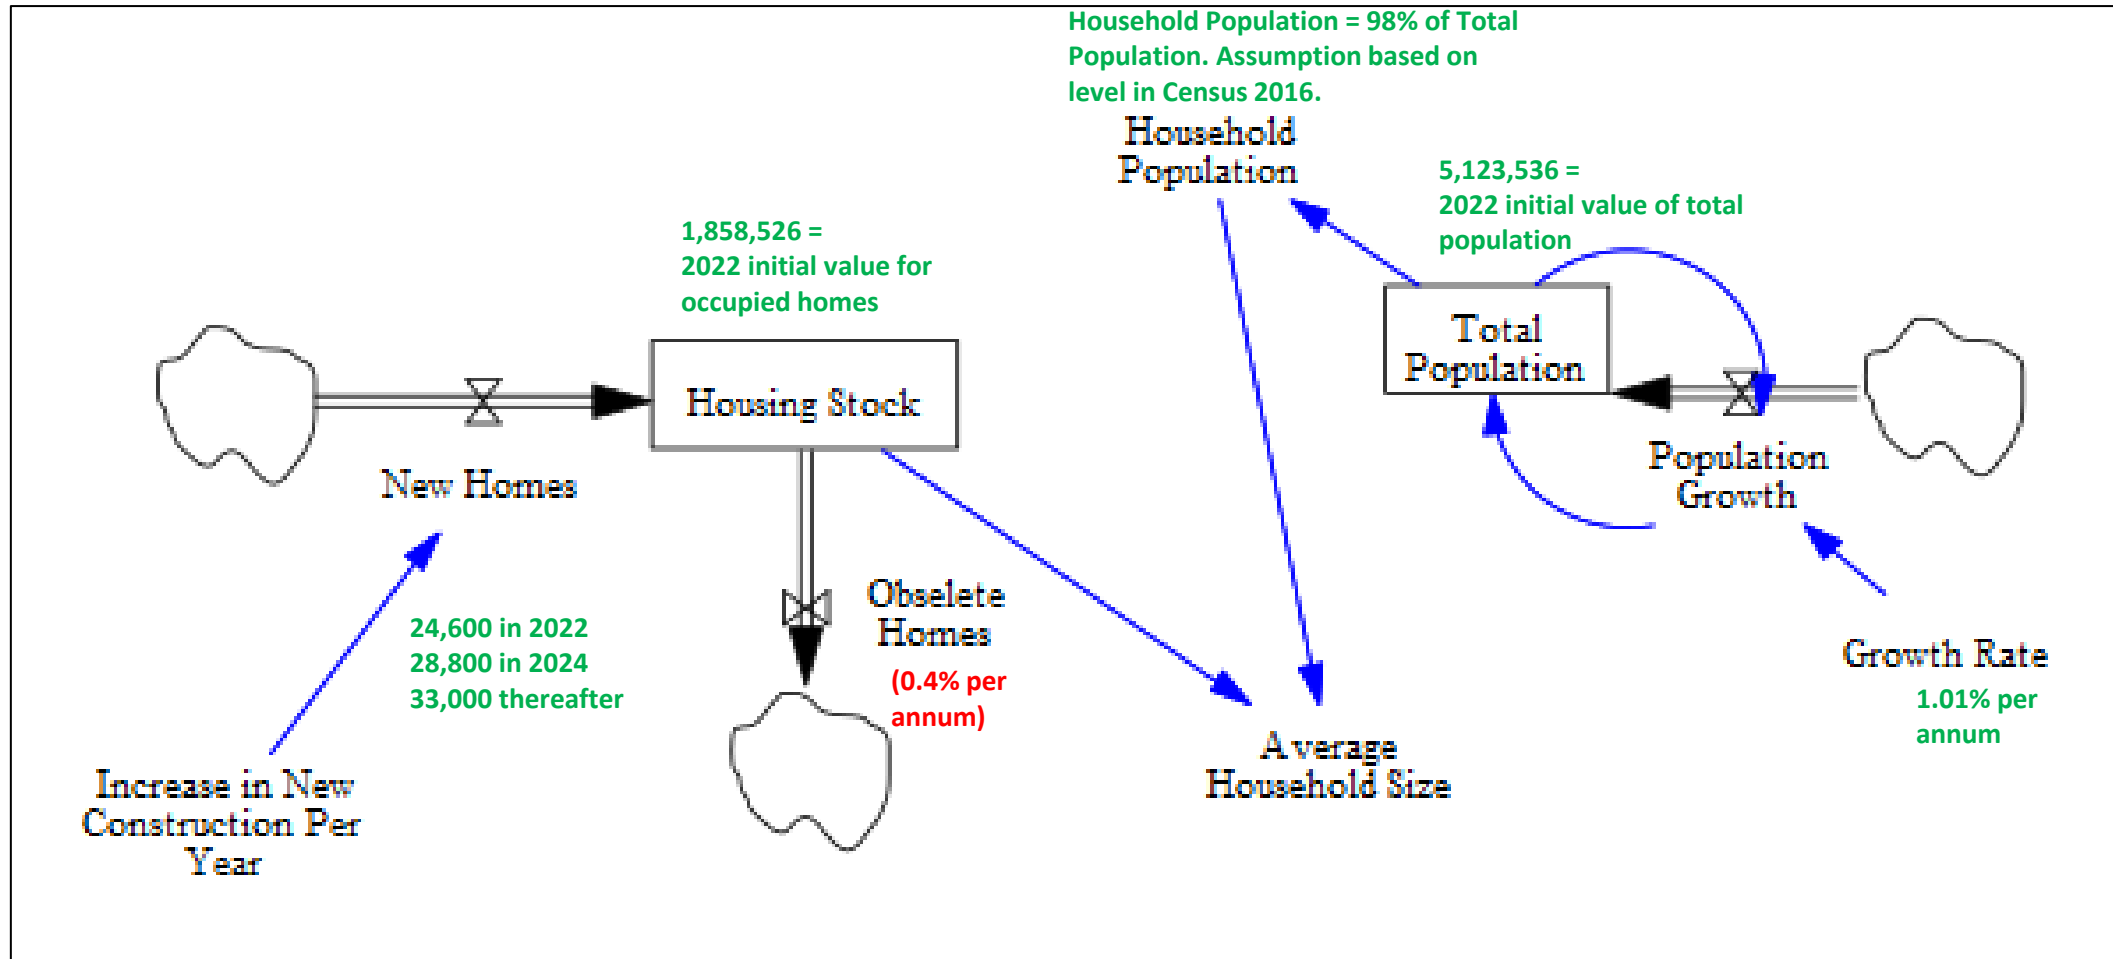 Household Population = 98% of Total
Population. Assumption based on
level in Census 2016.
Household
Population
5,123,536 =
2022 initial value of total
population
1,858,526 =
2022 initial value for
occupied homes
Total
Population
Housing Stock
New Homes
Population
Growth
Obselete
Homes
(0.4% per
annum)
24,600 in 2022
28,800 in 2024
33,000 thereafter
Growth Rate
1.01% per
annum
Average
Household Size
Increase in New
Construction Per
Year